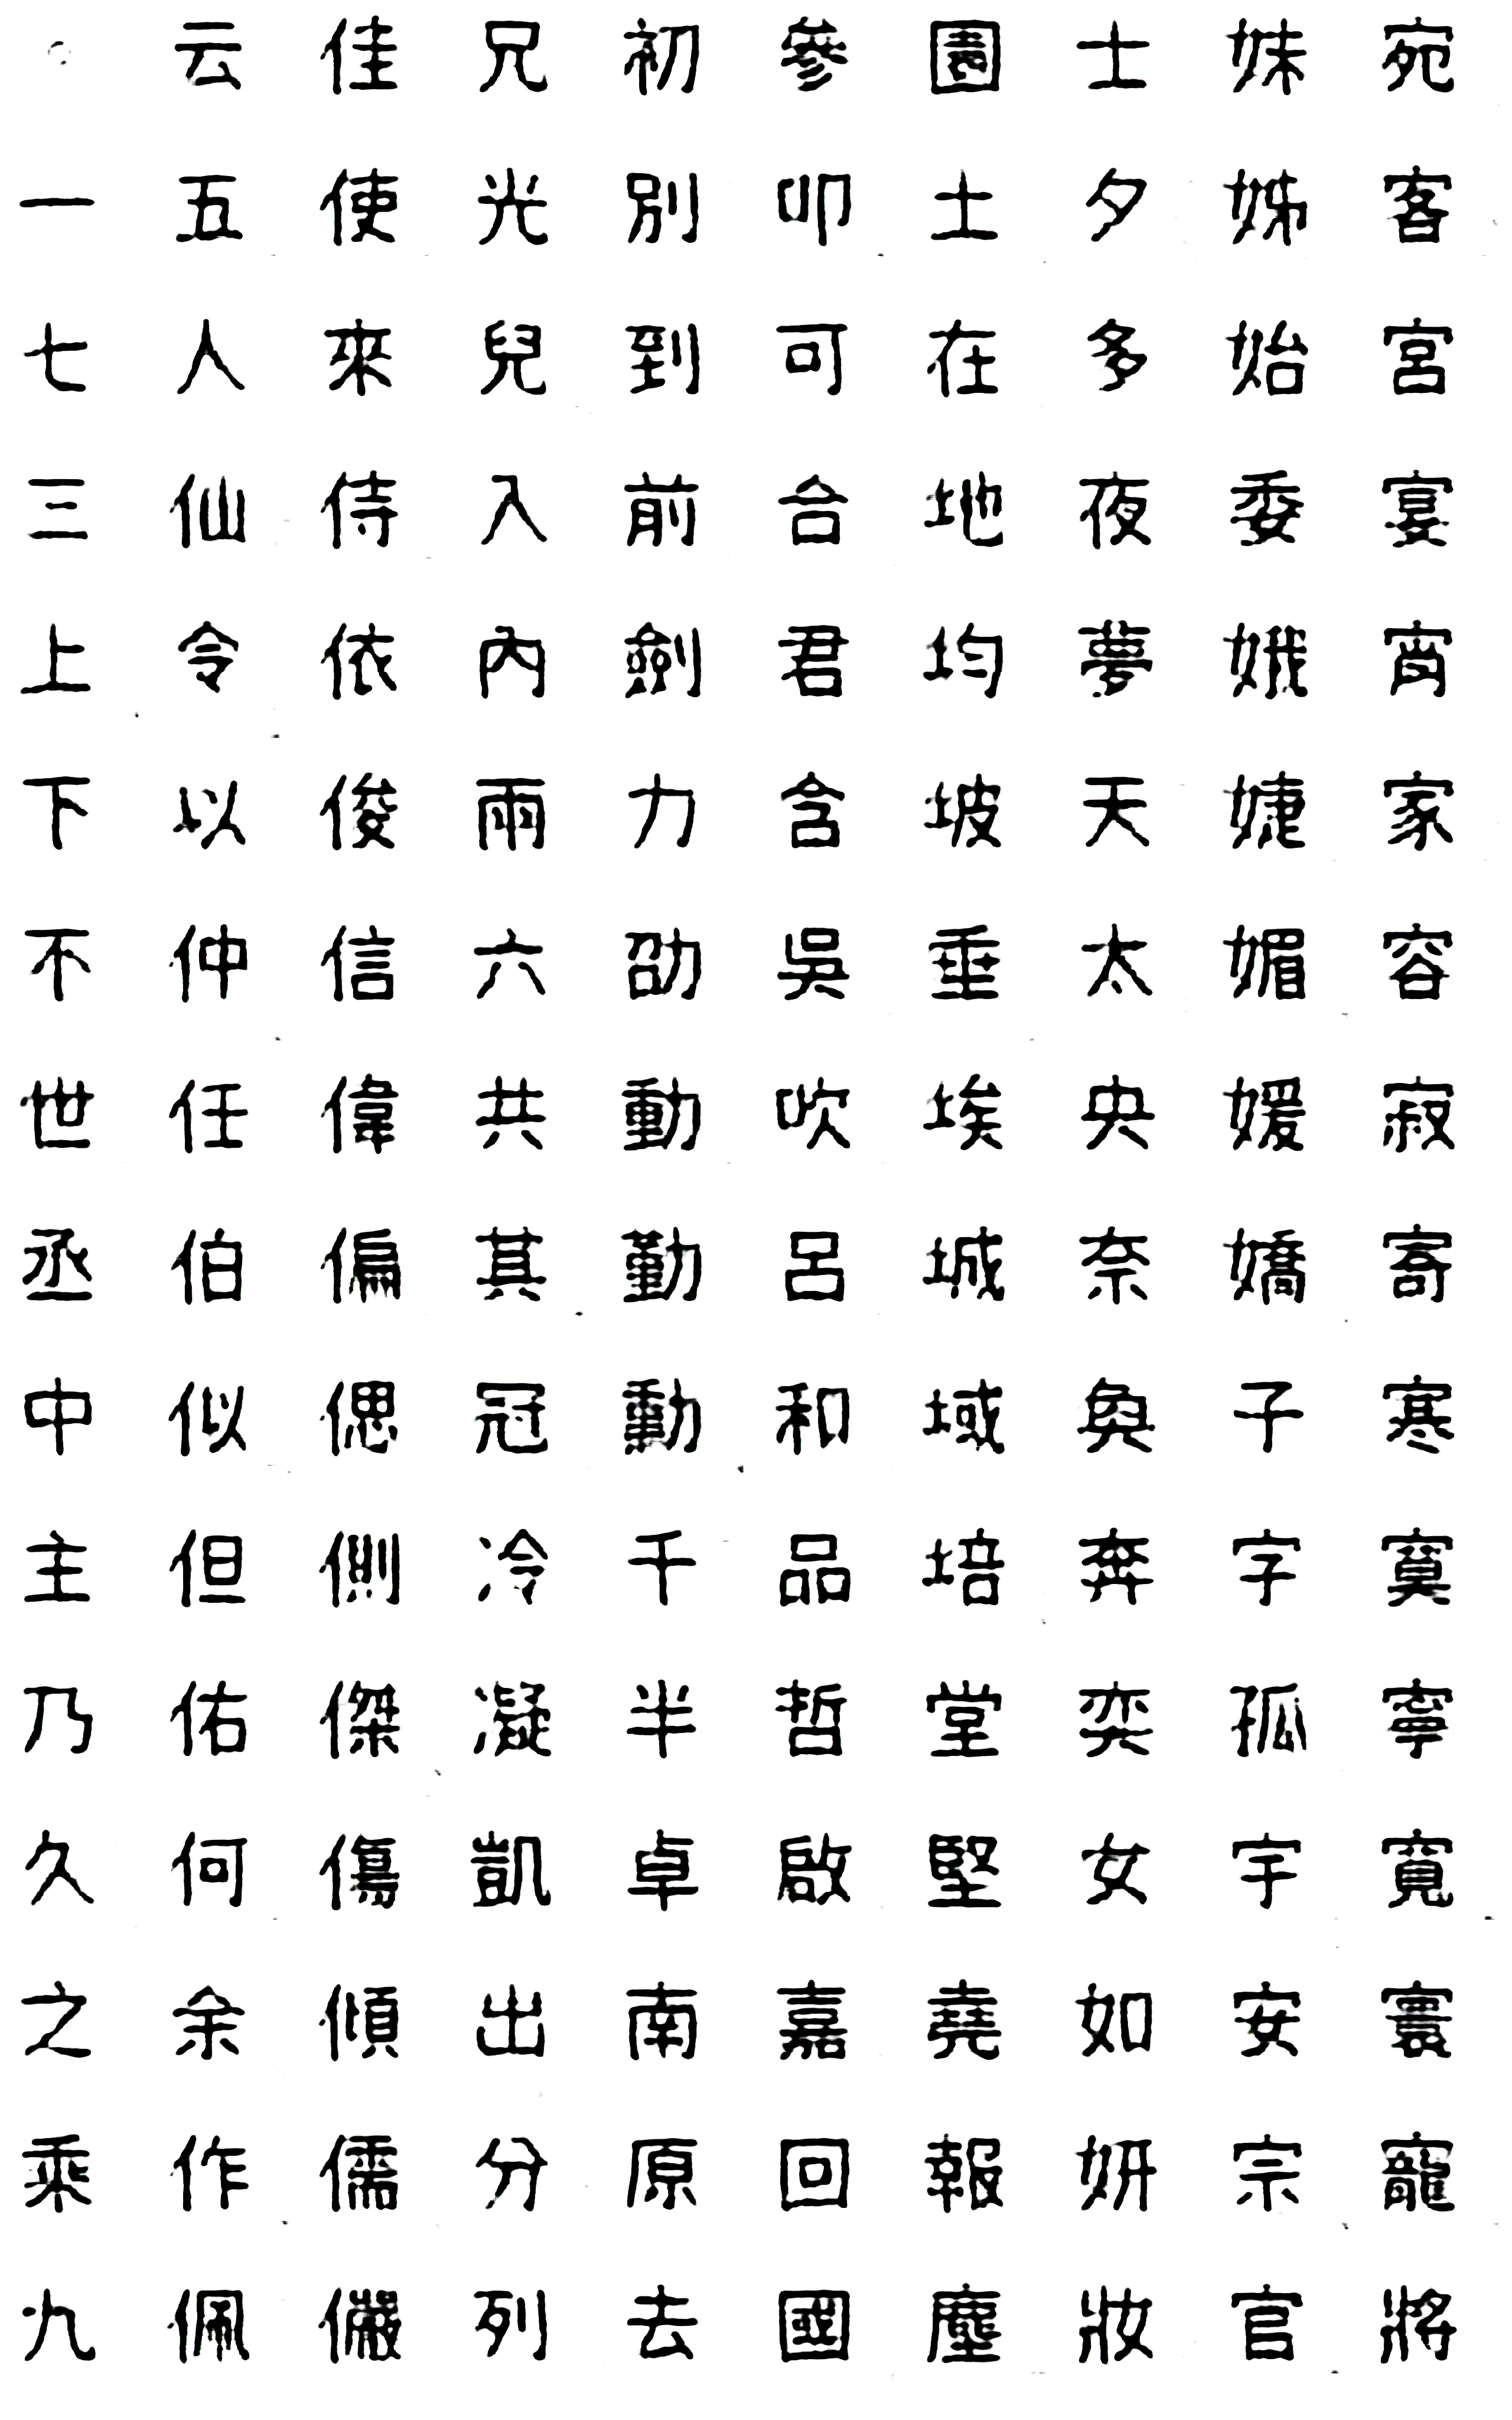 一七三上下不世丞中主乃久之乘九
云五人仙令以仲任伯似但佑何余作佩
佳使來侍依俊信偉偏偲側傑傷傾儒儼
兄光兒入內兩六共其冠冷凝凱出分列
初別到前劍力劭動勤勳千半卓南原去
參叩可合君含吳吹呂和品哲啟嘉回國
園土在地均坡垂埃城域培堂堅堯報塵
士夕多夜夢天太央奈奐奔奕女如妍妝
妹姊始委娥婕媚媛嬌子字孤宇安宗官
宛客宮宴宵家容寂寄寒寞寧寬寰寵將